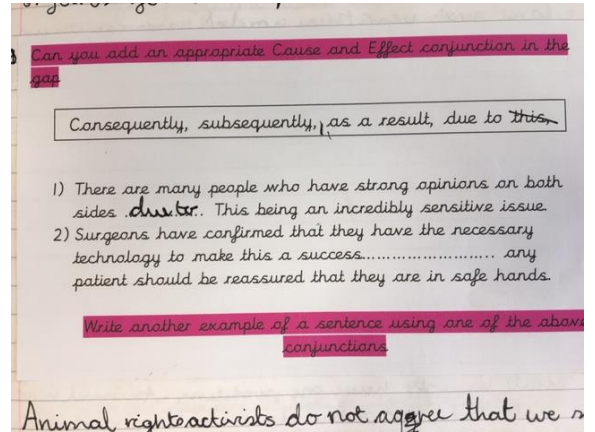 Can you add an appropriate Cause and Effect conjunction in the
gap
Consequently, subsequently, as a result, due to this,
1) There are many people who have strong opinions on both
sides .due to.. This being an incredibly sensitive issue.
2) Surgeons have confirmed that they have the necessary
technology to make this a success........................... any
patient should be reassured that they are in safe hands.
Write another example of a sentence using one of the above
conjunctions
Animal rights activists do not agree that we